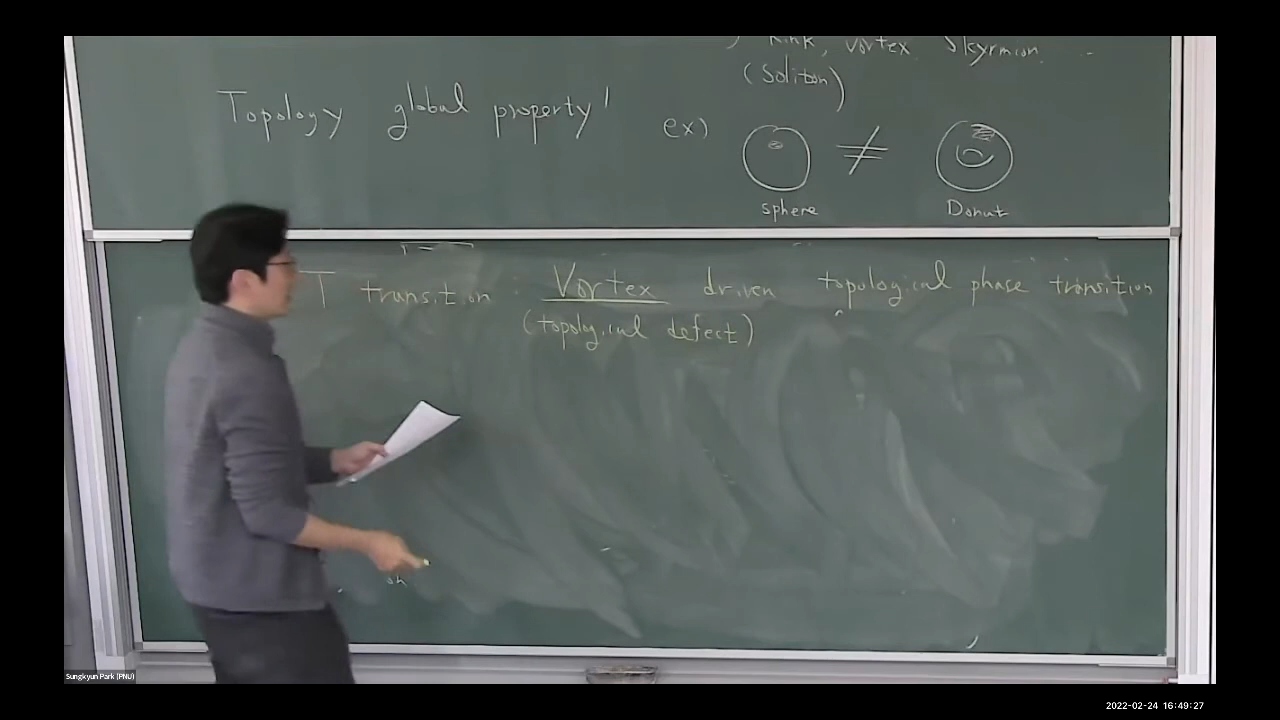 ) Kink, Vortex Skyrmion
(Soliton)
Topology global property!
ex) ≠
sphere Donut
T transition : Vortex driven topological phase transition
(topological defect)
Sungkyun Park (PNU)
2022-02-24 16:49:27